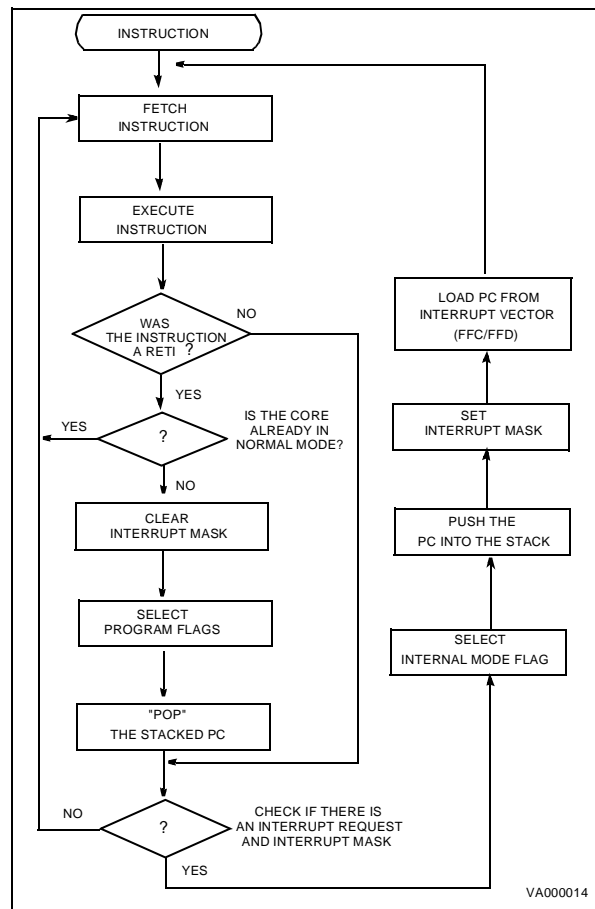 INSTRUCTION
FETCH
INSTRUCTION
EXECUTE
INSTRUCTION
WAS
THE INSTRUCTION
A RETI ?
NO
YES
?
IS THE CORE
ALREADY IN
NORMAL MODE?
YES
NO
CLEAR
INTERRUPT MASK
SELECT
PROGRAM FLAGS
"POP"
THE STACKED PC
?
CHECK IF THERE IS
AN INTERRUPT REQUEST
AND INTERRUPT MASK
NO
YES
SELECT
INTERNAL MODE FLAG
PUSH THE
PC INTO THE STACK
SET
INTERRUPT MASK
LOAD PC FROM
INTERRUPT VECTOR
(FFC/FFD)
VA000014